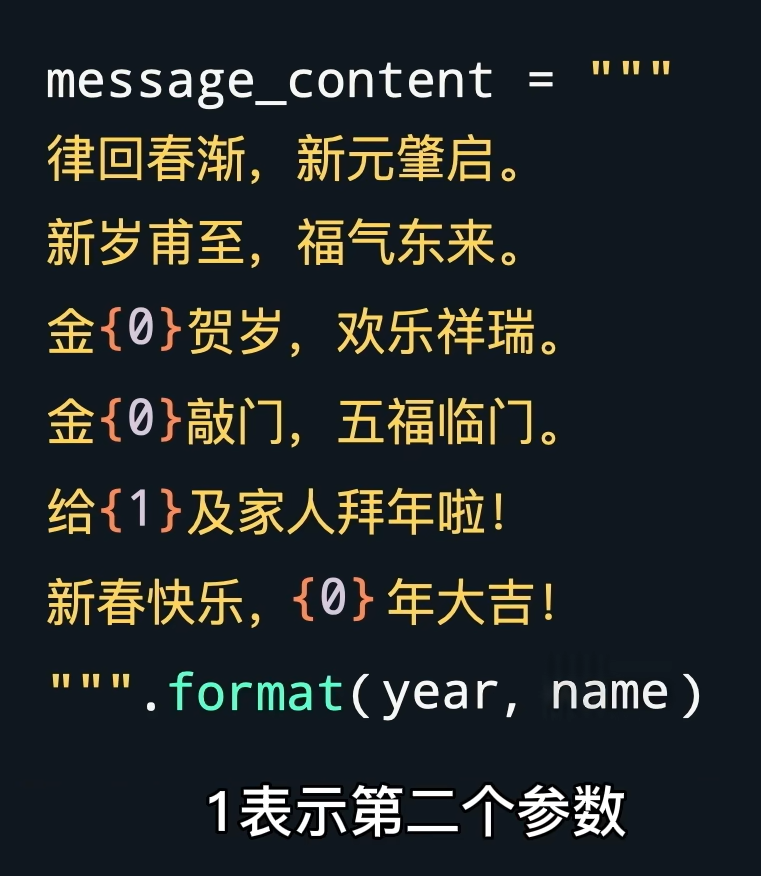 message_content = """
律回春渐，新元肇启。
新岁甫至，福气东来。
金{0}贺岁，欢乐祥瑞。
金{0}敲门，五福临门。
给{1}及家人拜年啦！
新春快乐，{0}年大吉！
""".format(year, name)
1表示第二个参数